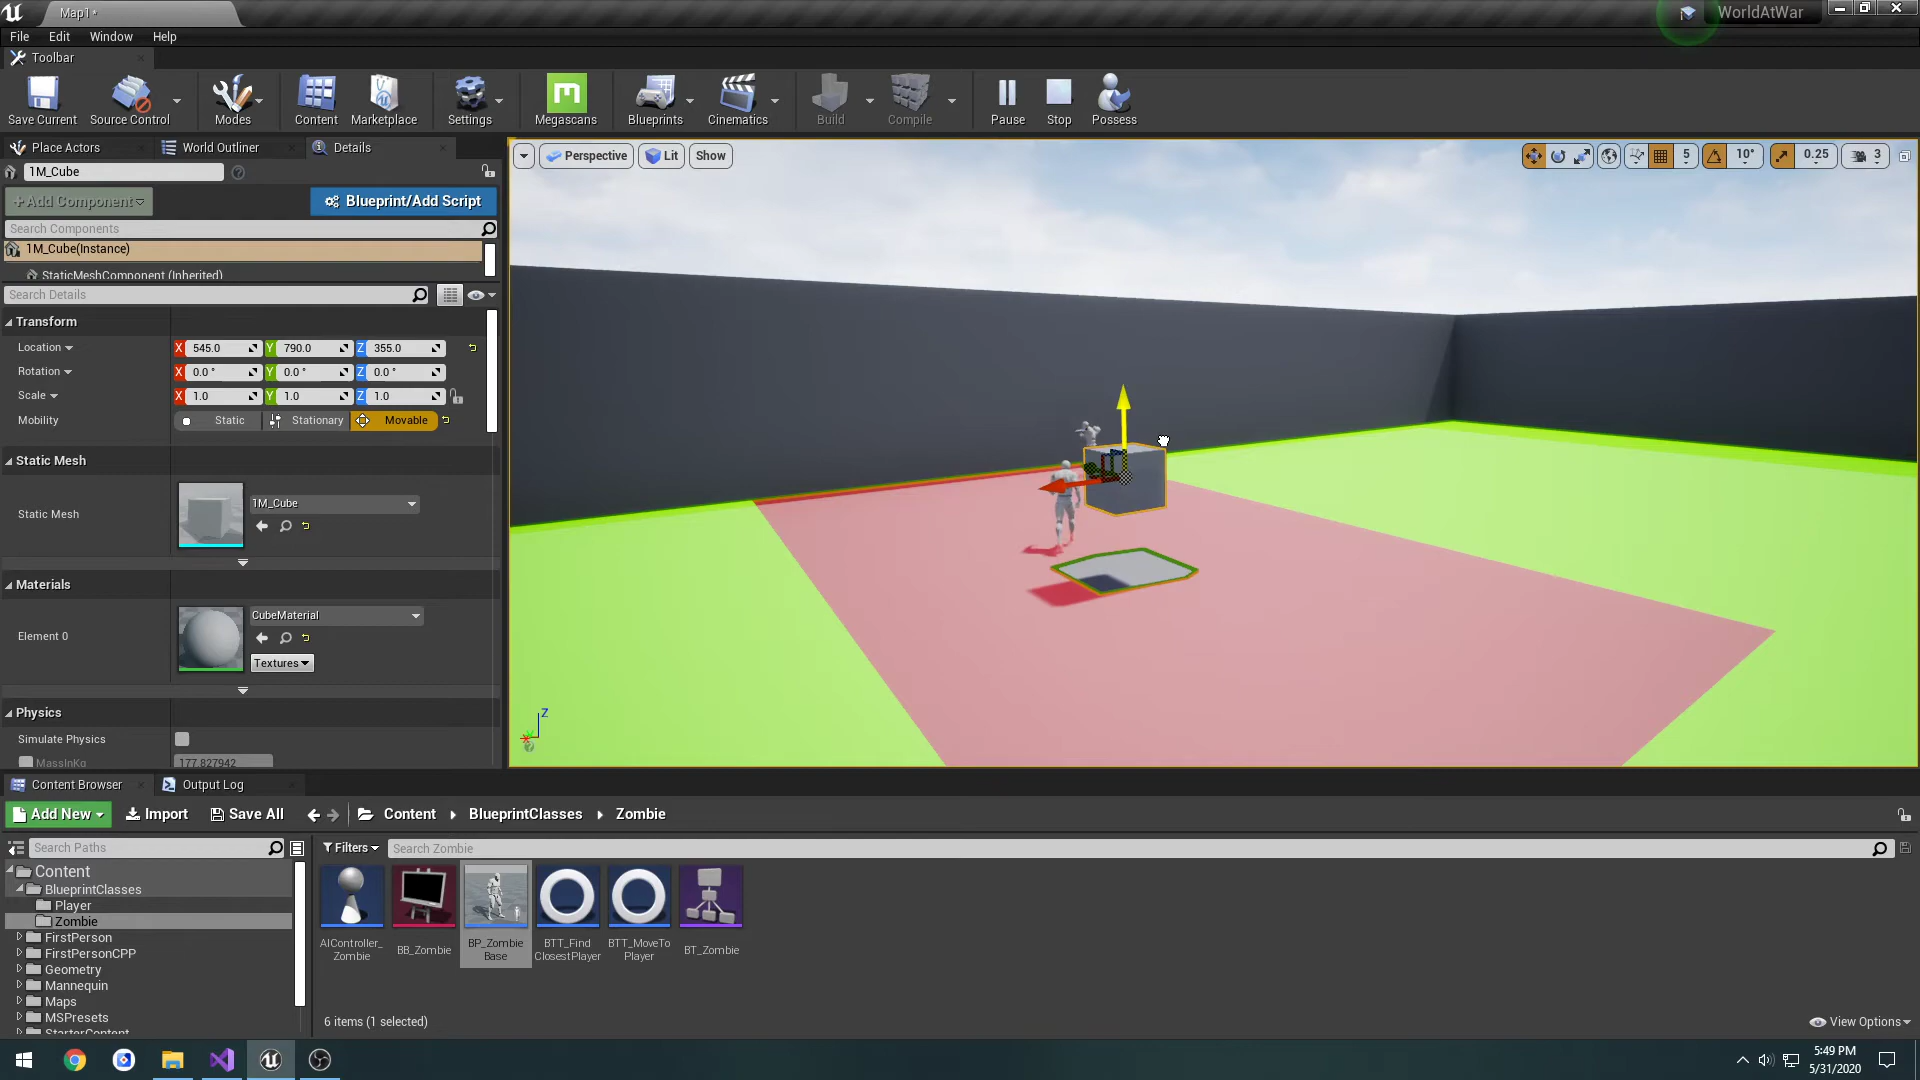 Map1*
WorldAtWar
File
Edit
Window
Help
Toolbar
Save Current
Source Control
Modes
Content
Marketplace
Settings
Megascans
Blueprints
Cinematics
Build
Compile
Pause
Stop
Possess
Place Actors
World Outliner
Details
1M_Cube
+Add Component
Blueprint/Add Script
Search Components
1M_Cube(Instance)
StaticMeshComponent (Inherited)
Search Details
Transform
Location
X 545.0 Y 790.0 Z 355.0
Rotation
X 0.0 ° Y 0.0 ° Z 0.0 °
Scale
X 1.0 Y 1.0 Z 1.0
Mobility
Static
Stationary
Movable
Static Mesh
Static Mesh
1M_Cube
Materials
Element 0
CubeMaterial
Textures
Physics
Simulate Physics
MassInKg
177.827942
Perspective
Lit
Show
5
10°
0.25
3
Z
Content Browser
Output Log
Add New
Import
Save All
Content
BlueprintClasses
Zombie
Search Paths
Filters
Search Zombie
Content
BlueprintClasses
Player
Zombie
FirstPerson
FirstPersonCPP
Geometry
Mannequin
Maps
MSPresets
StarterContent
AIController_
Zombie
BB_Zombie
BP_Zombie
Base
BTT_Find
ClosestPlayer
BTT_MoveTo
Player
BT_Zombie
6 items (1 selected)
View Options
5:49 PM
5/31/2020